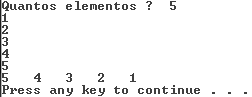 Quantos elementos ?  5
1
2
3
4
5
5   4   3   2   1
Press any key to continue . . .